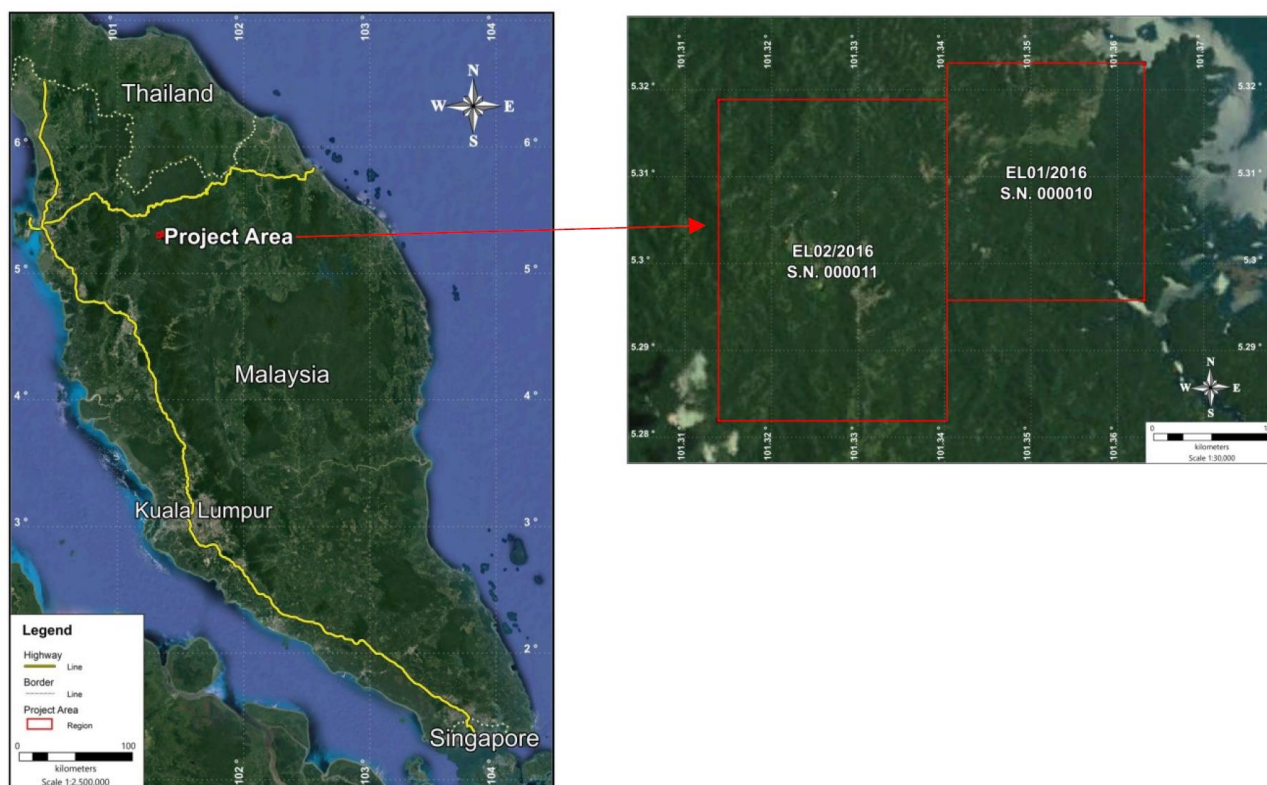 101
102
103
104
N
W
E
S
Thailand
6°
6°
Project Area
5°
5°
Malaysia
4°
4°
Kuala Lumpur
3°
3°
2°
Singapore
102
103
104
Legend
Highway
Line
Border
Line
Project Area
Region
0
100
kilometers
Scale 1:2,500,000
101.31
101.32
101.33
101.34
101.35
101.36
101.37
5.32
5.32°
EL01/2016
S.N. 000010
5.31
5.31°
EL02/2016
S.N. 000011
5.3
5.3°
5.29
5.29°
N
W
E
S
5.28
101.31
101.32
101.33
101.34
101.35
101.36
0
kilometers
Scale 1:30,000